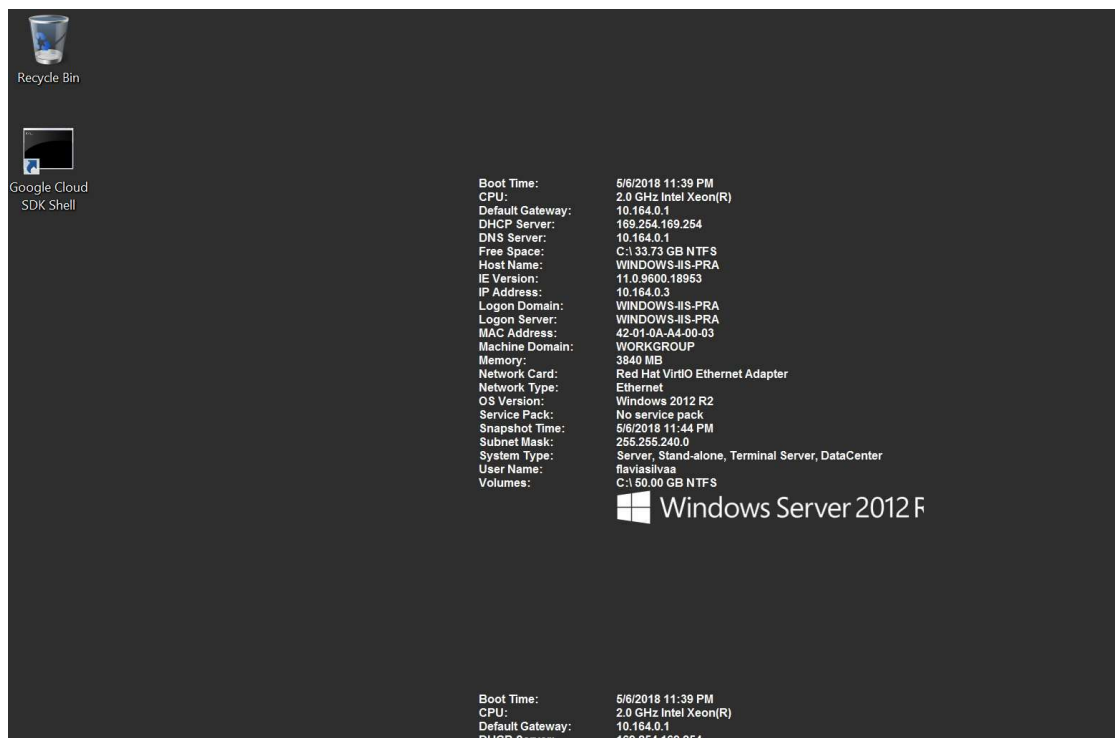 Recycle Bin
Google Cloud
SDK Shell
Boot Time: 5/6/2018 11:39 PM
CPU: 2.0 GHz Intel Xeon(R)
Default Gateway: 10.164.0.1
DHCP Server: 169.254.169.254
DNS Server: 10.164.0.1
Free Space: C:\ 33.73 GB NTFS
Host Name: WINDOWS-IIS-PRA
IE Version: 11.0.9600.18953
IP Address: 10.164.0.3
Logon Domain: WINDOWS-IIS-PRA
Logon Server: WINDOWS-IIS-PRA
MAC Address: 42-01-0A-A4-00-03
Machine Domain: WORKGROUP
Memory: 3840 MB
Network Card: Red Hat VirtIO Ethernet Adapter
Network Type: Ethernet
OS Version: Windows 2012 R2
Service Pack: No service pack
Snapshot Time: 5/6/2018 11:44 PM
Subnet Mask: 255.255.240.0
System Type: Server, Stand-alone, Terminal Server, DataCenter
User Name: flaviasilvaa
Volumes: C:\ 50.00 GB NTFS
Windows Server 2012 R
Boot Time: 5/6/2018 11:39 PM
CPU: 2.0 GHz Intel Xeon(R)
Default Gateway: 10.164.0.1
DHCP Server: 169.254.169.254